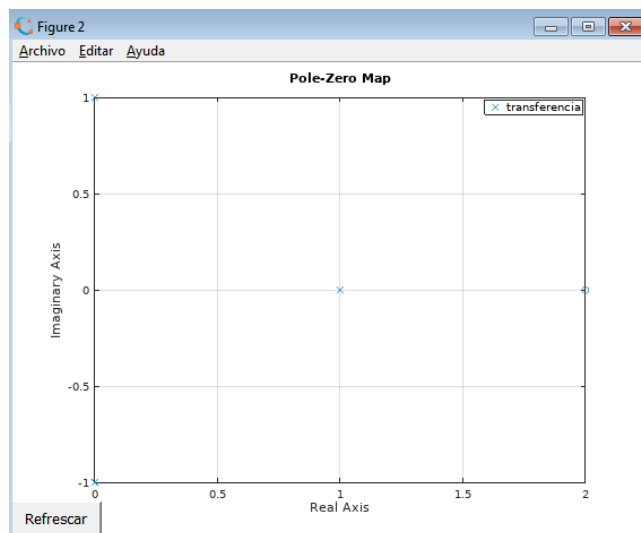 Figure 2
Archivo Editar Ayuda
Pole-Zero Map
transferencia
1
0.5
0
-0.5
-1
Imaginary Axis
0 0.5 1 1.5 2
Real Axis
Refrescar